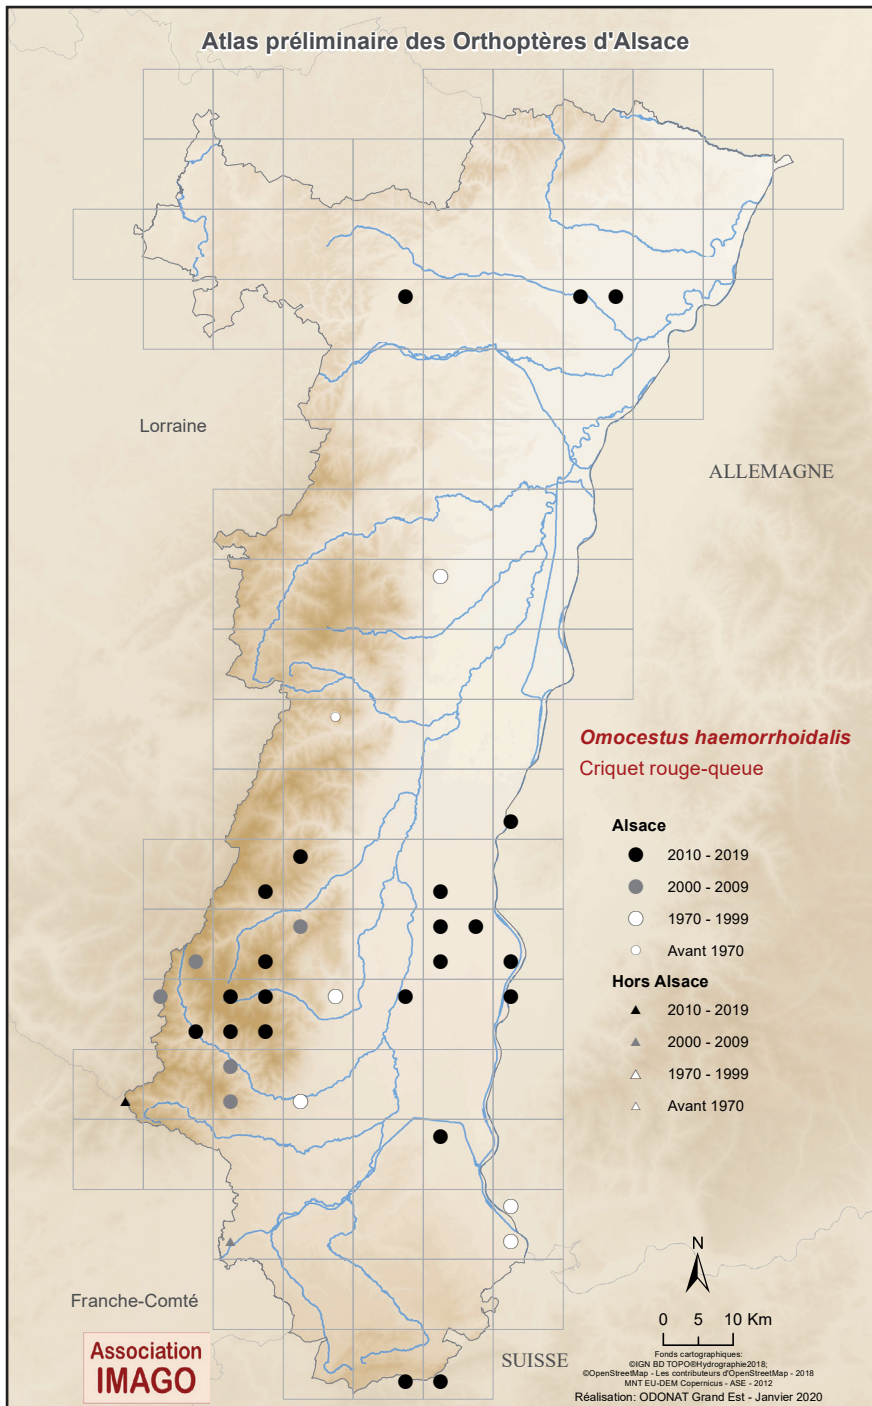 Atlas préliminaire des Orthoptères d'Alsace
Lorraine
ALLEMAGNE
Omocestus haemorrhoidalis
Criquet rouge-queue
Alsace
2010 - 2019
2000 - 2009
1970 - 1999
Avant 1970
Hors Alsace
2010 - 2019
2000 - 2009
1970 - 1999
Avant 1970
N
Franche-Comté
0 5 10 Km
Association
IMAGO
SUISSE
Fonds cartographiques:
©IGN BD TOPO®Hydrographie2018;
©OpenStreetMap - Les contributeurs d'OpenStreetMap - 2018
MNT EU-DEM Copernicus - ASE - 2012
Réalisation: ODONAT Grand Est - Janvier 2020